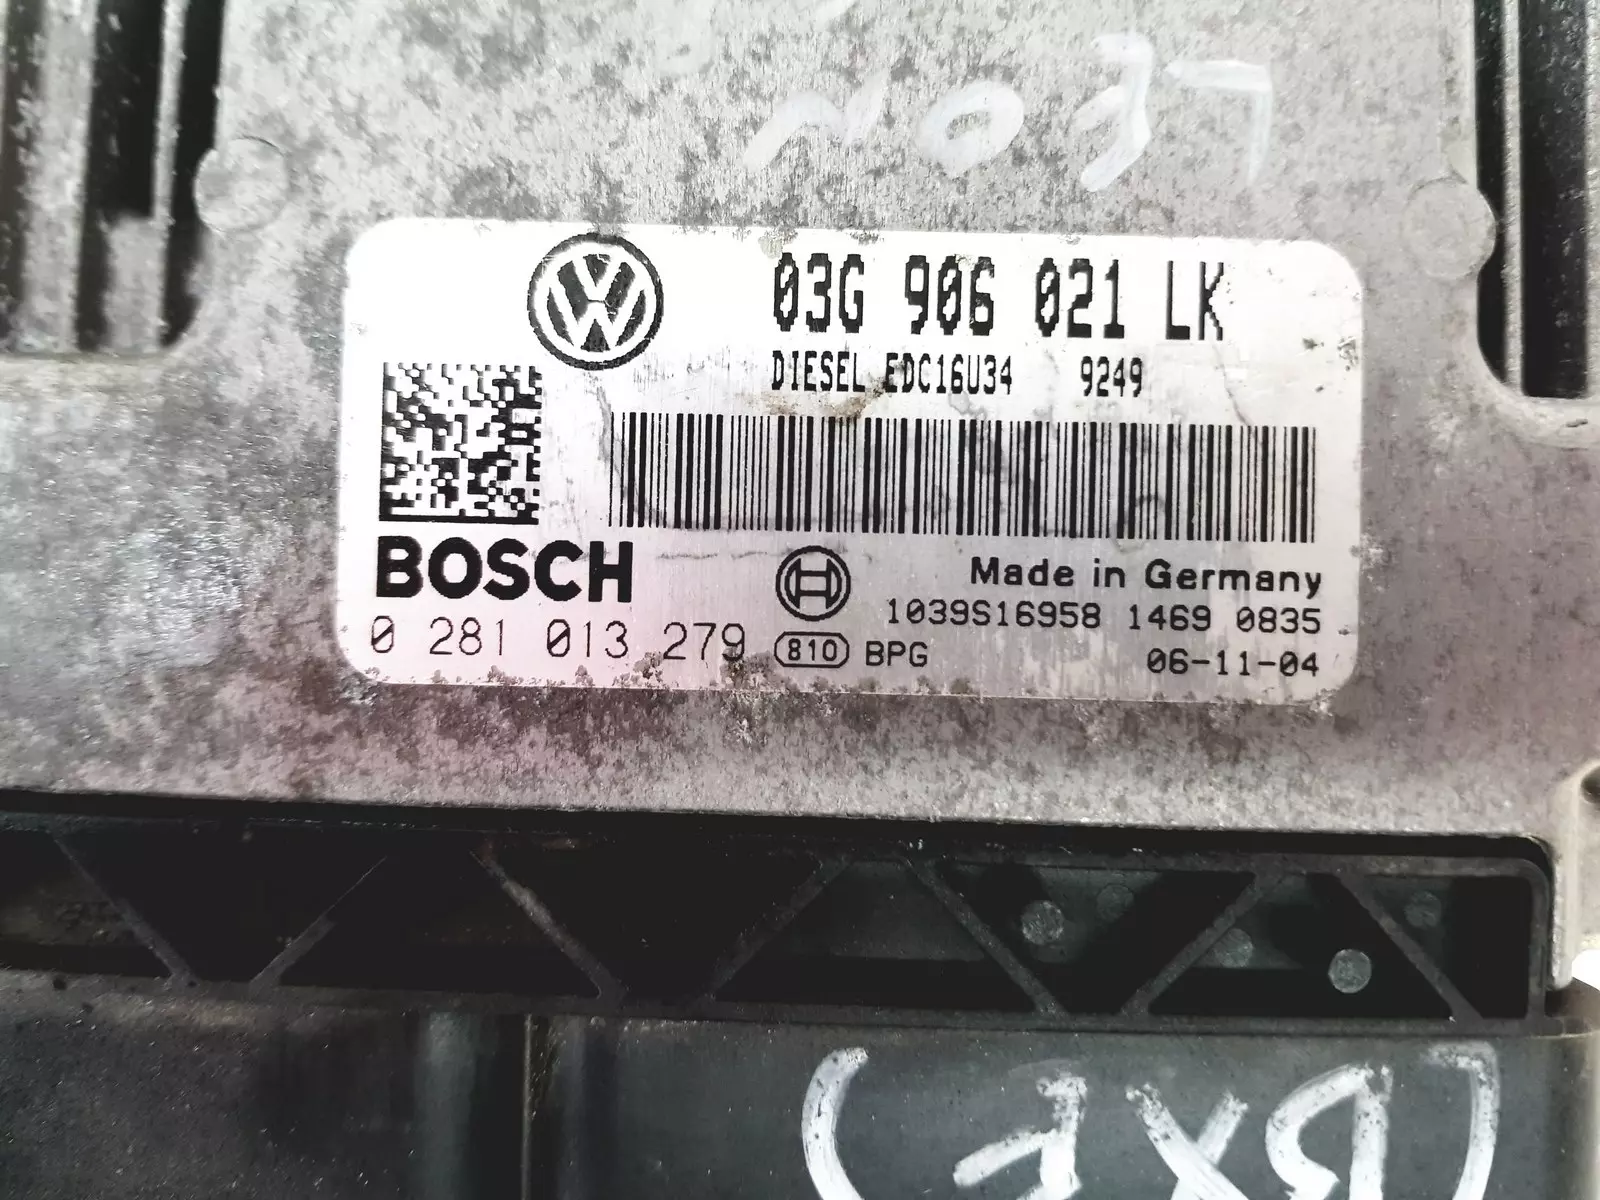 LEON
03G 906 021 LK
DIESEL EDC16U34 9249
BOSCH
Made in Germany
1039S16958 1469 0835
0 281 013 279
810 BPG
06-11-04
(BXE)